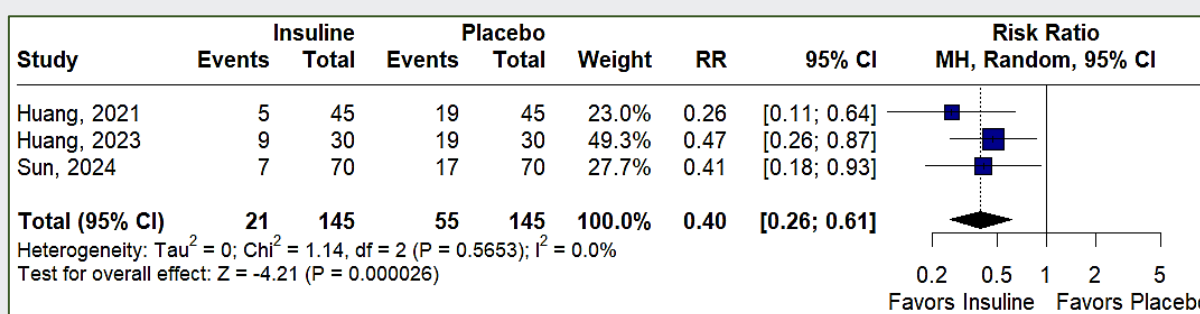 Insuline Placebo Risk Ratio
Study Events Total Events Total Weight RR 95% CI MH, Random, 95% CI
Huang, 2021 5 45 19 45 23.0% 0.26 [0.11; 0.64]
Huang, 2023 9 30 19 30 49.3% 0.47 [0.26; 0.87]
Sun, 2024 7 70 17 70 27.7% 0.41 [0.18; 0.93]
Total (95% CI) 21 145 55 145 100.0% 0.40 [0.26; 0.61]
Heterogeneity: Tau² = 0; Chi² = 1.14, df = 2 (P = 0.5653); I² = 0.0%
Test for overall effect: Z = -4.21 (P = 0.000026)
0.2 0.5 1 2 5
Favors Insuline Favors Placebo